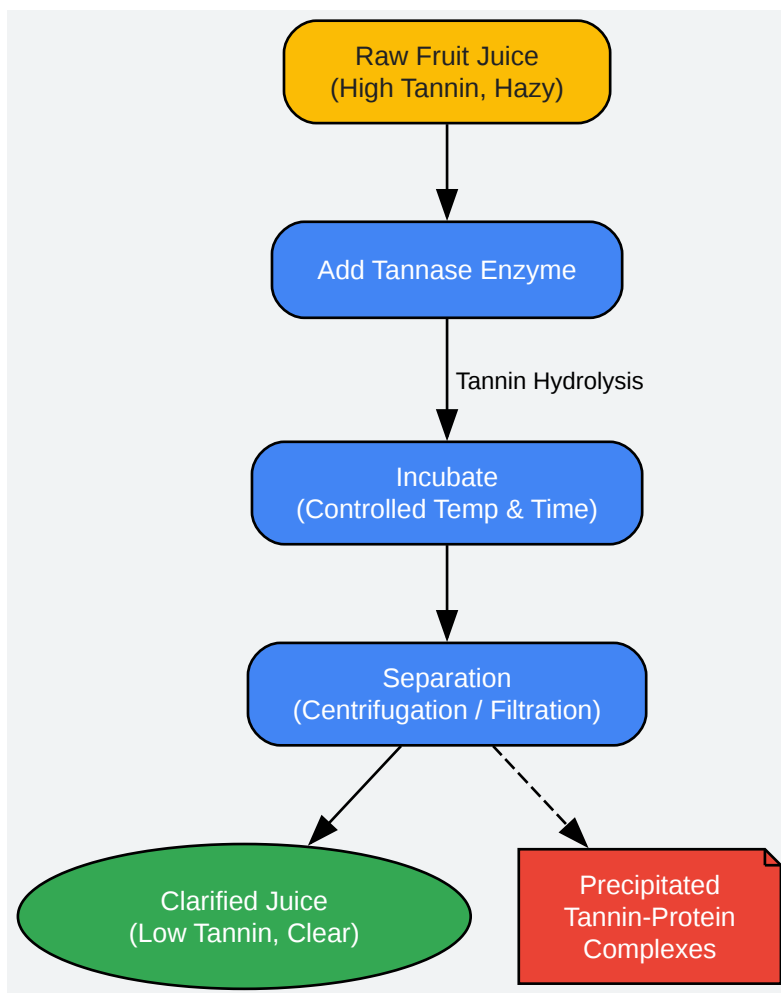 Raw Fruit Juice
(High Tannin, Hazy)
Add Tannase Enzyme
Tannin Hydrolysis
Incubate
(Controlled Temp & Time)
Separation
(Centrifugation / Filtration)
Clarified Juice
(Low Tannin, Clear)
Precipitated
Tannin-Protein
Complexes